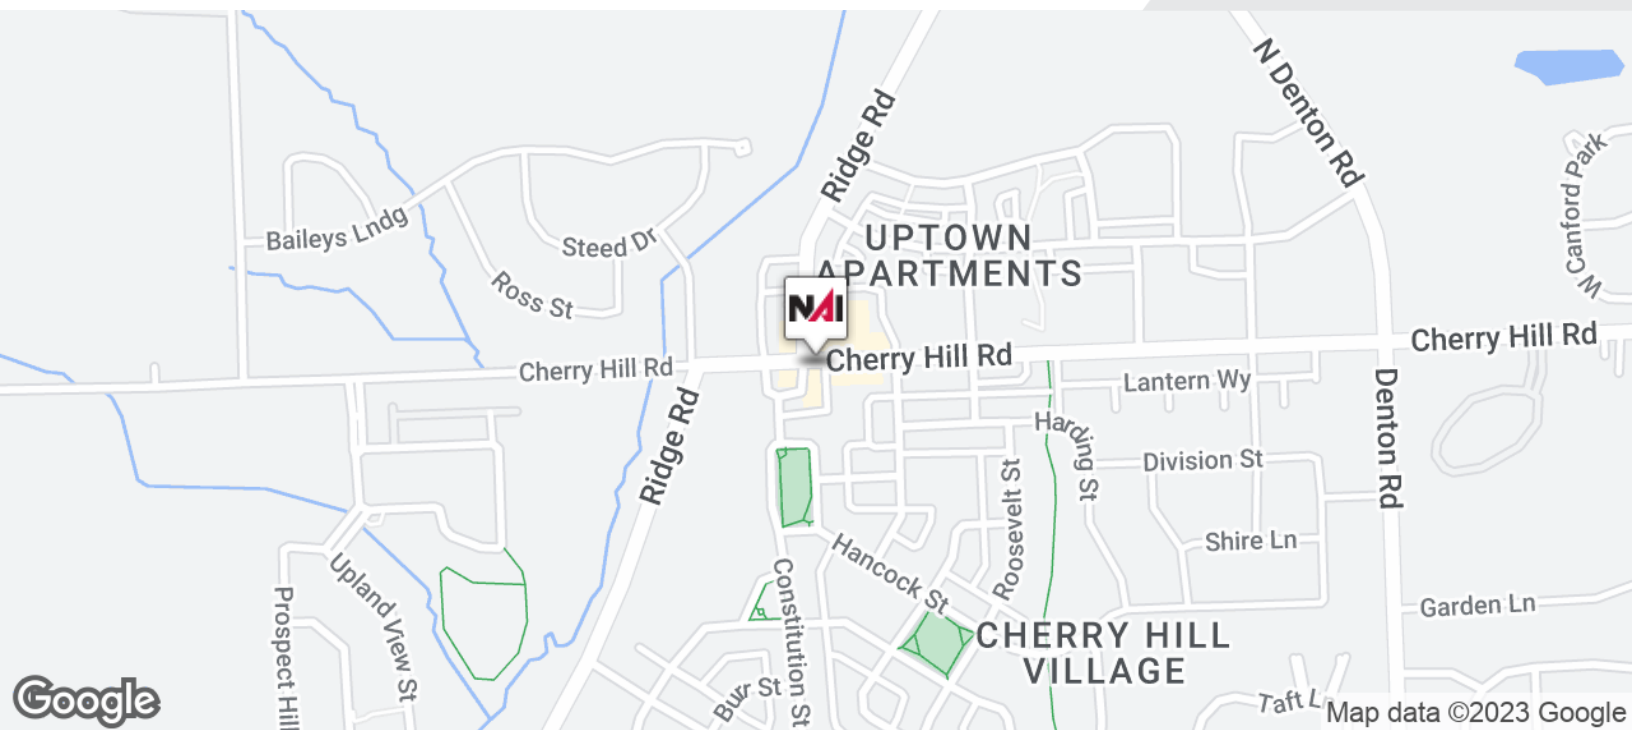 N Denton Rd
Ridge Rd
W Canford Park
Baileys Lndg
Steed Dr
UPTOWN
APARTMENTS
Ross St
NAI
Cherry Hill Rd
Cherry Hill Rd
Cherry Hill Rd
Lantern Wy
Denton Rd
Ridge Rd
Harding St
Division St
Roosevelt St
Shire Ln
Hancock St
Upland View St
Constitution St
Prospect Hill
Garden Ln
CHERRY HILL
VILLAGE
Burr St
Taft L
Google
Map data ©2023 Google